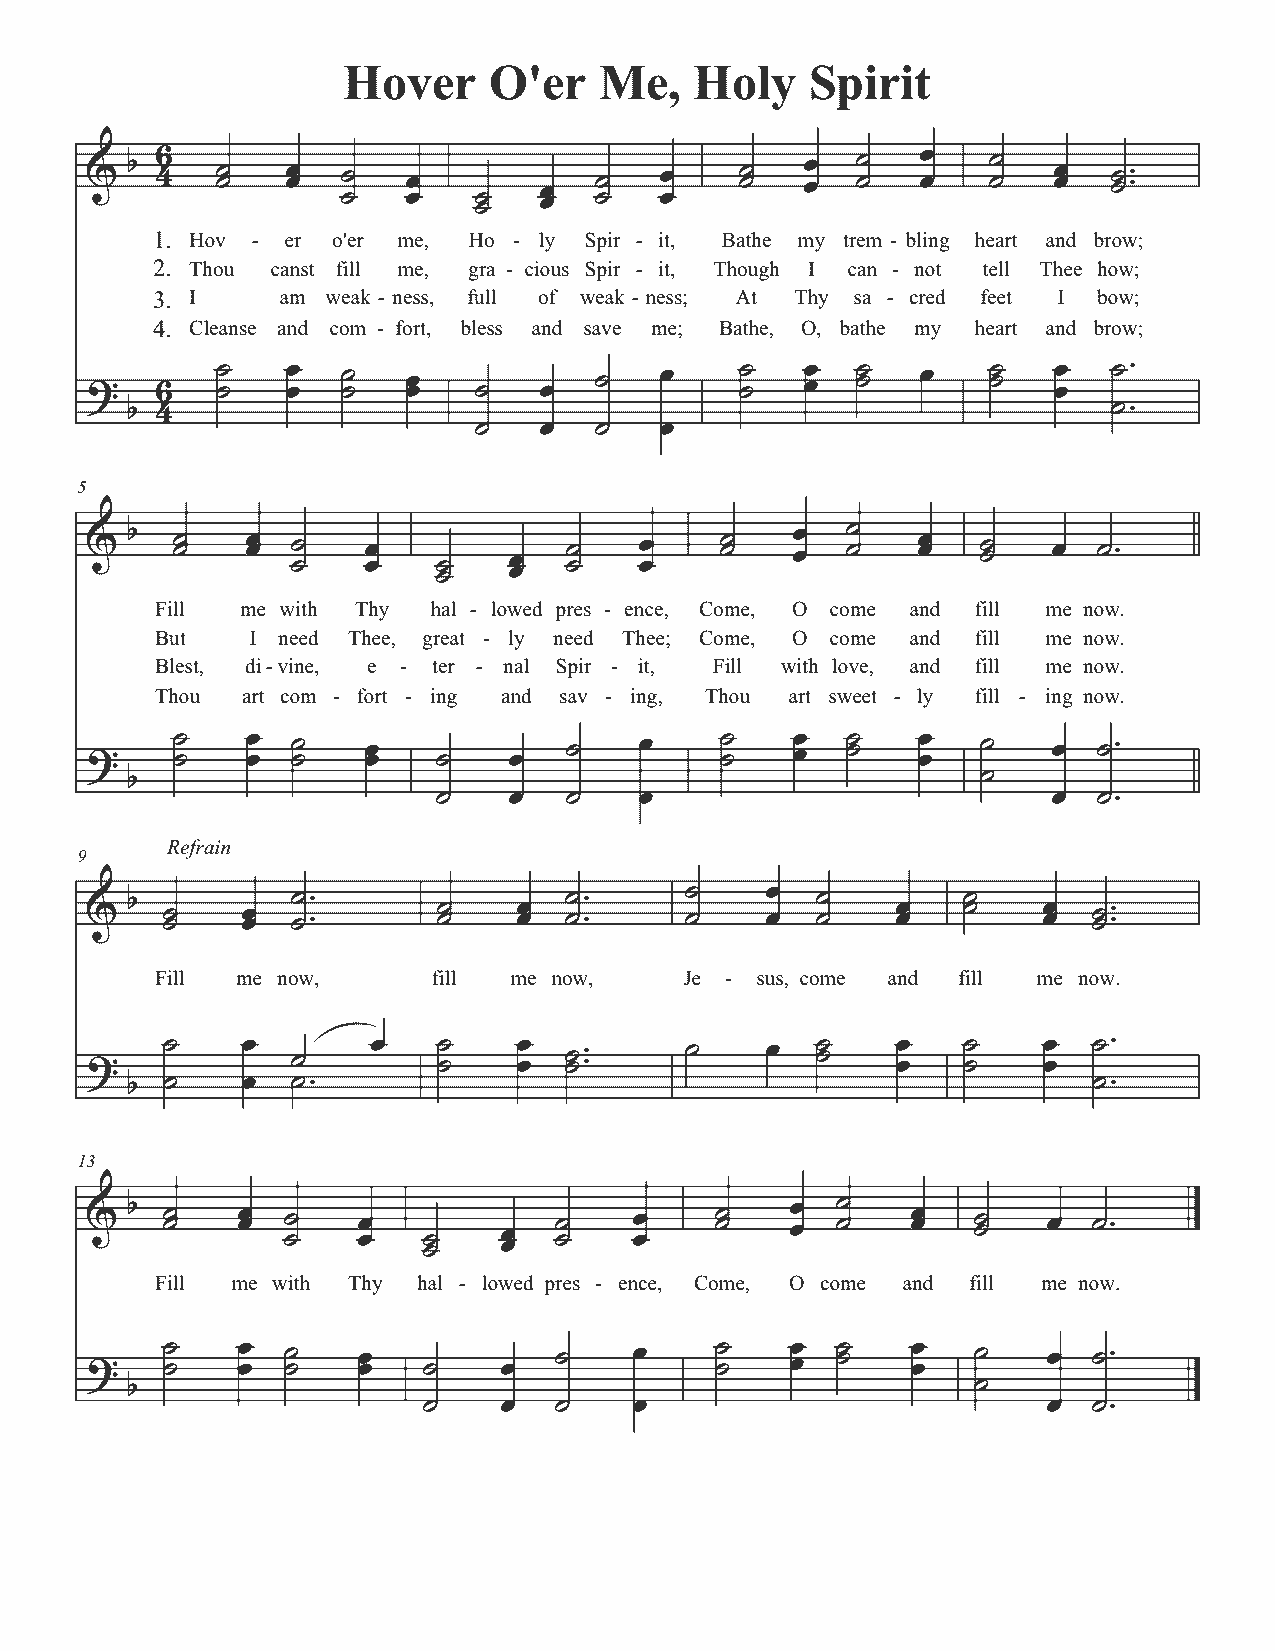 Hover O'er Me, Holy Spirit
6
4
1. Hov - er o'er me, Ho - ly Spir - it, Bathe my trem - bling heart and brow;
2. Thou canst fill me, gra - cious Spir - it, Though I can - not tell Thee how;
3. I am weak - ness, full of weak - ness; At Thy sa - cred feet I bow;
4. Cleanse and com - fort, bless and save me; Bathe, O, bathe my heart and brow;
6
4
5
Fill me with Thy hal - lowed pres - ence, Come, O come and fill me now.
But I need Thee, great - ly need Thee; Come, O come and fill me now.
Blest, di - vine, e - ter - nal Spir - it, Fill with love, and fill me now.
Thou art com - fort - ing and sav - ing, Thou art sweet - ly fill - ing now.
Refrain
9
Fill me now, fill me now, Je - sus, come and fill me now.
13
Fill me with Thy hal - lowed pres - ence, Come, O come and fill me now.